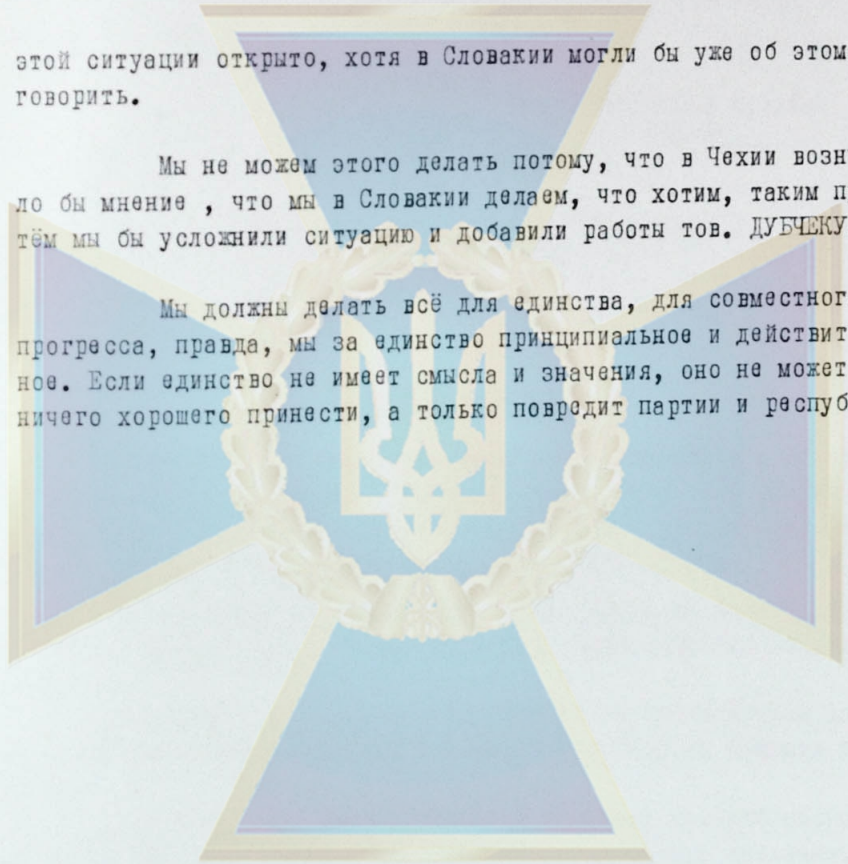 этой ситуации открыто, хотя в Словакии могли бы уже об этом
говорить.
Мы не можем этого делать потому, что в Чехии возн
ло бы мнение , что мы в Словакии делаем, что хотим, таким п
тём мы бы усложнили ситуацию и добавили работы тов. ДУБЧЕКУ
Мы должны делать всё для единства, для совместног
прогресса, правда, мы за единство принципиальное и действит
ное. Если единство не имеет смысла и значения, оно не может
ничего хорошего принести, а только повредит партии и респуб